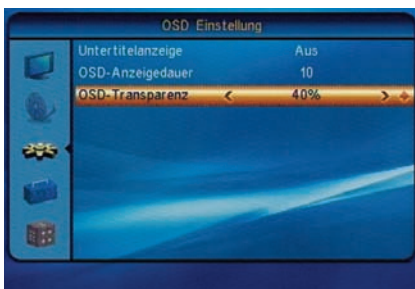 OSD Einstellung
Untertitelanzeige Aus
OSD-Anzeigedauer 10
OSD-Transparenz < 40% >